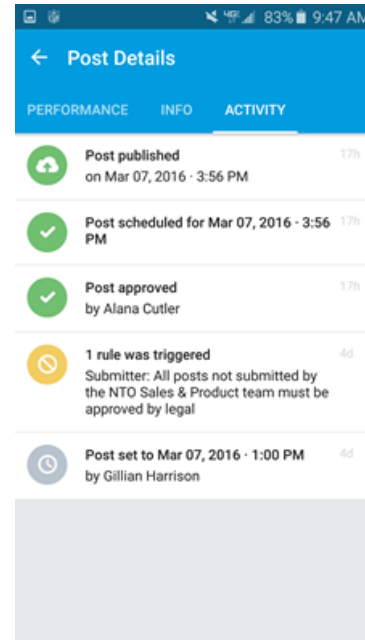 83% 9:47 AM
Post Details
PERFORMANCE INFO ACTIVITY
Post published 17h
on Mar 07, 2016 · 3:56 PM
Post scheduled for Mar 07, 2016 · 3:56 17h
PM
Post approved 17h
by Alana Cutler
1 rule was triggered 4d
Submitter: All posts not submitted by
the NTO Sales & Product team must be
approved by legal
Post set to Mar 07, 2016 · 1:00 PM 4d
by Gillian Harrison